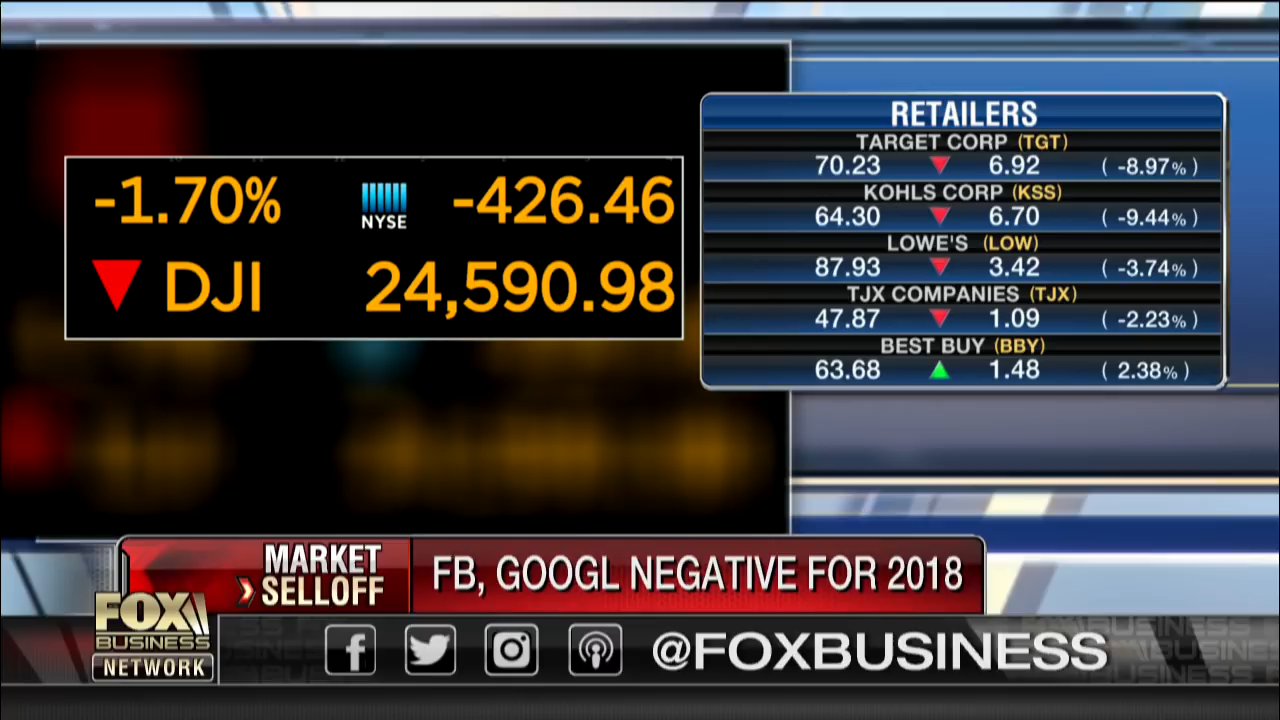 -1.70% NYSE -426.46
▼ DJI 24,590.98
RETAILERS
TARGET CORP (TGT)
70.23 ▼ 6.92 ( -8.97% )
KOHLS CORP (KSS)
64.30 ▼ 6.70 ( -9.44% )
LOWE'S (LOW)
87.93 ▼ 3.42 ( -3.74% )
TJX COMPANIES (TJX)
47.87 ▼ 1.09 ( -2.23% )
BEST BUY (BBY)
63.68 ▲ 1.48 ( 2.38% )
MARKET
SELLOFF
FB, GOOGL NEGATIVE FOR 2018
FOX
BUSINESS
NETWORK
@FOXBUSINESS